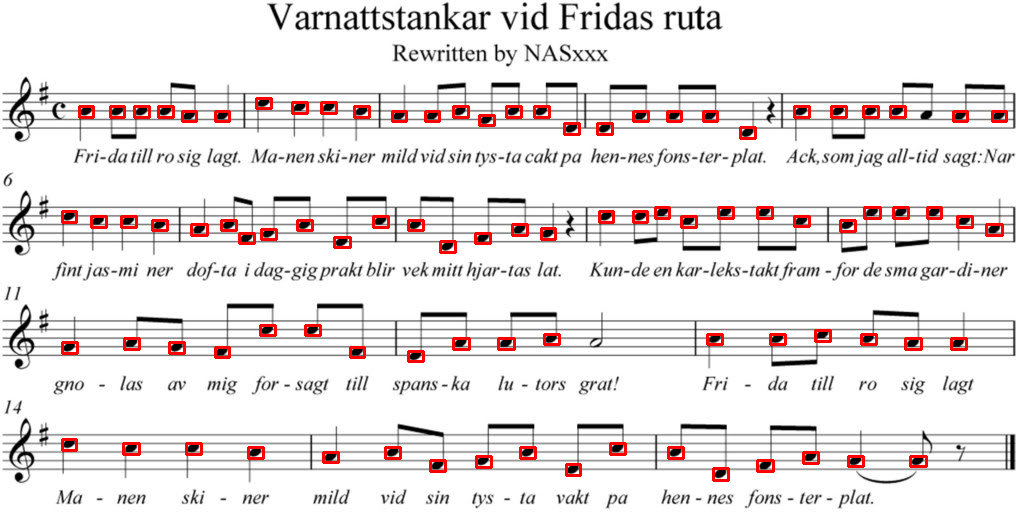 Varnattstankar vid Fridas ruta
Rewritten by NASxxx
Fri-da till ro sig lagt. Ma-nen ski-ner mild vid sin tys-ta cakt pa hen-nes fons-ter-plat. Ack, som jag all-tid sagt: Nar
6
fint jas-mi ner dof-ta i dag-gig prakt blir vek mitt hjar-tas lat. Kun-de en kar-leks-takt fram-for de sma gar-di-ner
11
gno - las av mig for-sagt till spans-ka lu-tors grat! Fri - da till ro sig lagt
14
Ma - nen ski - ner mild vid sin tys - ta vakt pa hen - nes fons - ter - plat.